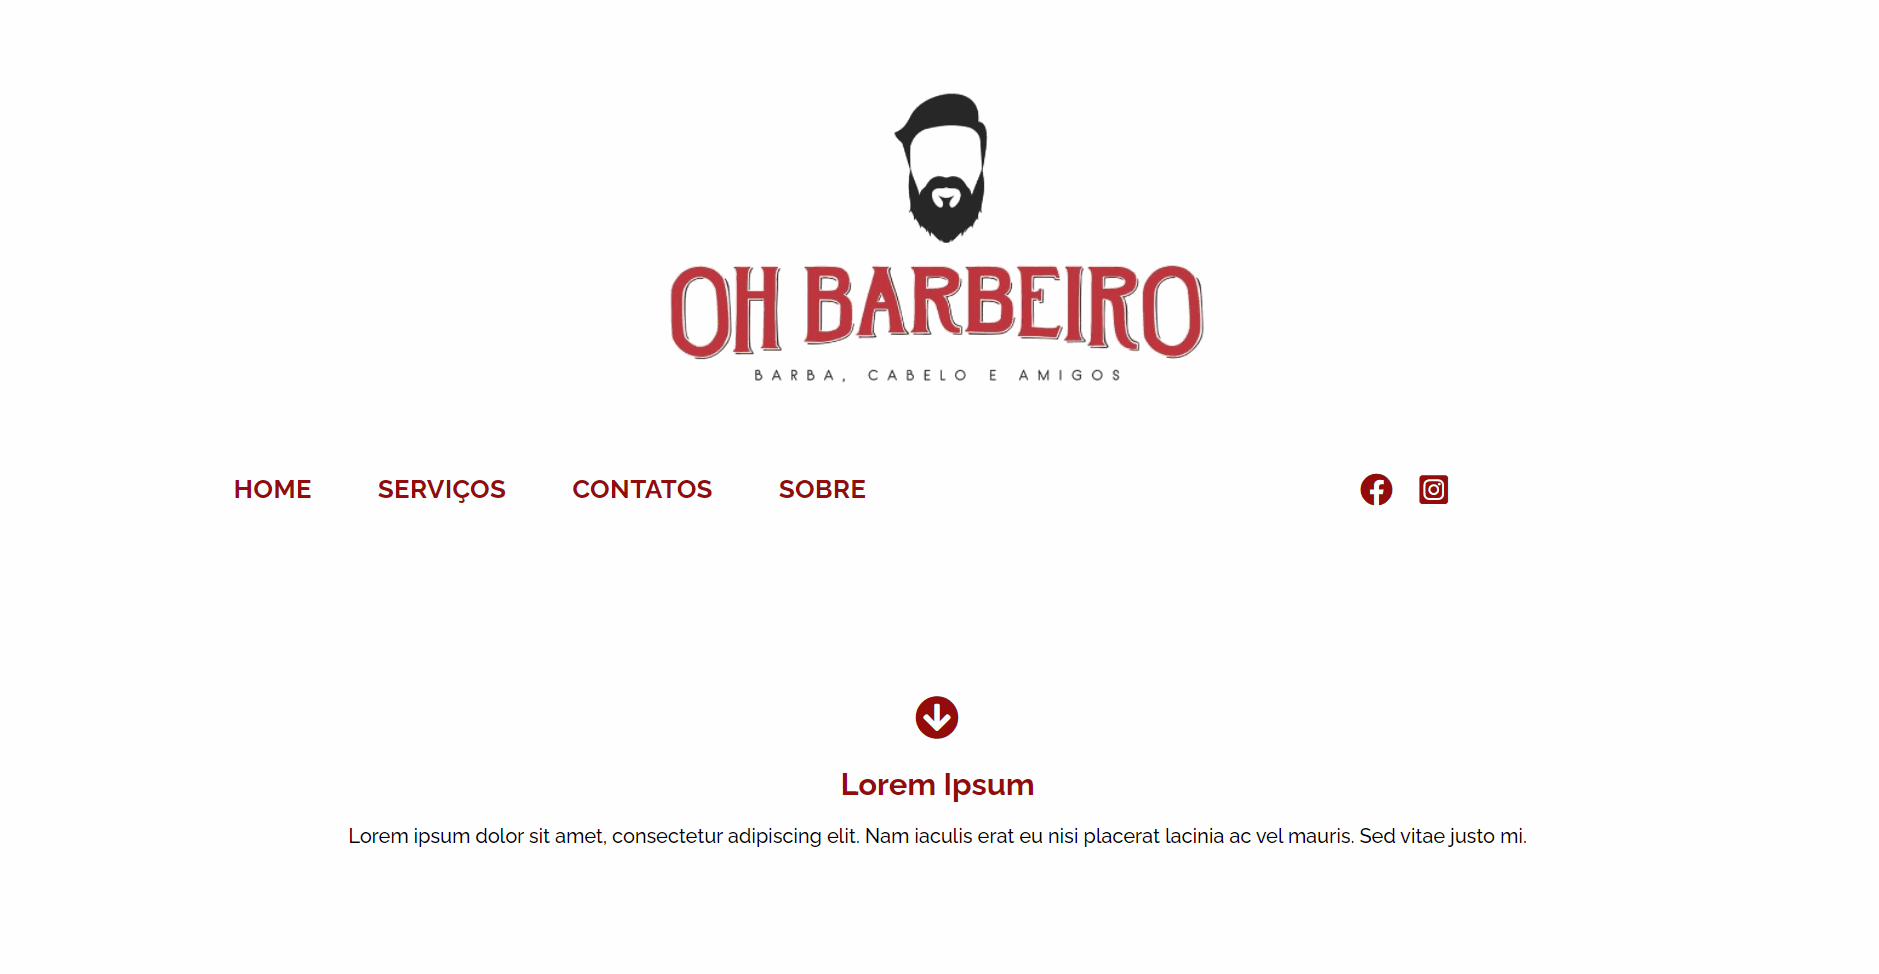 OH BARBEIRO
BARBA, CABELO E AMIGOS
HOME SERVIÇOS CONTATOS SOBRE
Lorem Ipsum
Lorem ipsum dolor sit amet, consectetur adipiscing elit. Nam iaculis erat eu nisi placerat lacinia ac vel mauris. Sed vitae justo mi.